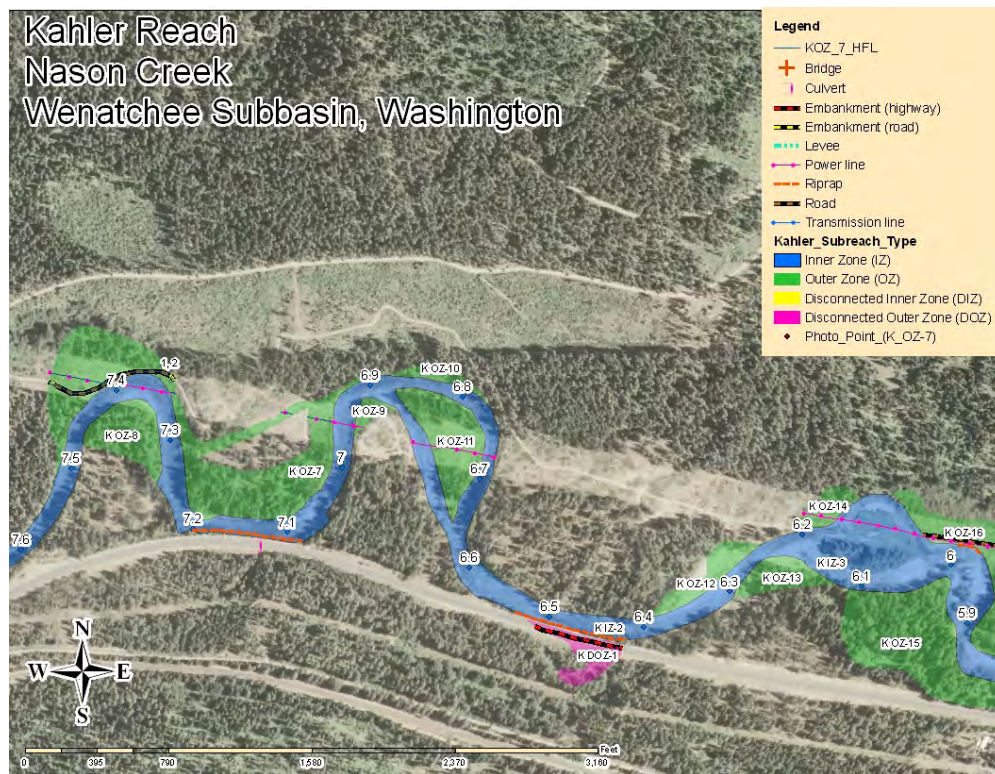 Kahler Reach
Nason Creek
Wenatchee Subbasin, Washington
Legend
KOZ_7_HFL
Bridge
Culvert
Embankment (highway)
Embankment (road)
Levee
Power line
Riprap
Road
Transmission line
Kahler_Subreach_Type
Inner Zone (IZ)
Outer Zone (OZ)
Disconnected Inner Zone (DIZ)
Disconnected Outer Zone (DOZ)
Photo_Point_(K_OZ-7)
1,2
7.4
6.9
K OZ-10
6.8
K OZ-9
7.3
K OZ-8
K OZ-11
7.5
K OZ-7
7
6.7
7.2
7.1
K OZ-14
6.2
K OZ-16
7.6
6.6
6
K IZ-3
K OZ-12
6.3
K OZ-13
6.1
6.5
6.4
5.9
K IZ-2
K OZ-15
K DOZ-1
N
W E
S
Feet
0 395 790 1,580 2,370 3,160